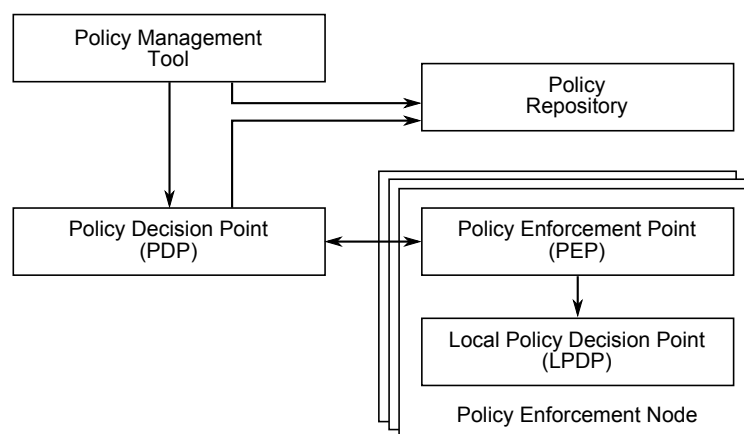 Policy Management
Tool
Policy
Repository
Policy Decision Point
(PDP)
Policy Enforcement Point
(PEP)
Local Policy Decision Point
(LPDP)
Policy Enforcement Node